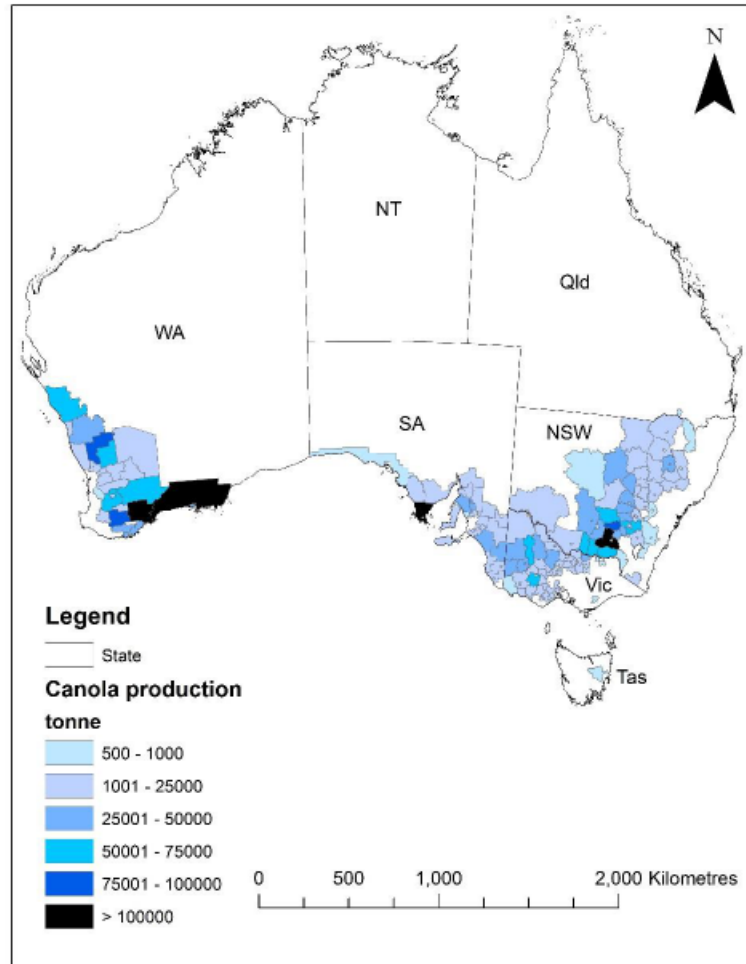 N
NT
Qld
WA
SA
NSW
Vic
Tas
Legend
State
Canola production
tonne
500 - 1000
1001 - 25000
25001 - 50000
50001 - 75000
75001 - 100000
> 100000
0 500 1,000 2,000 Kilometres